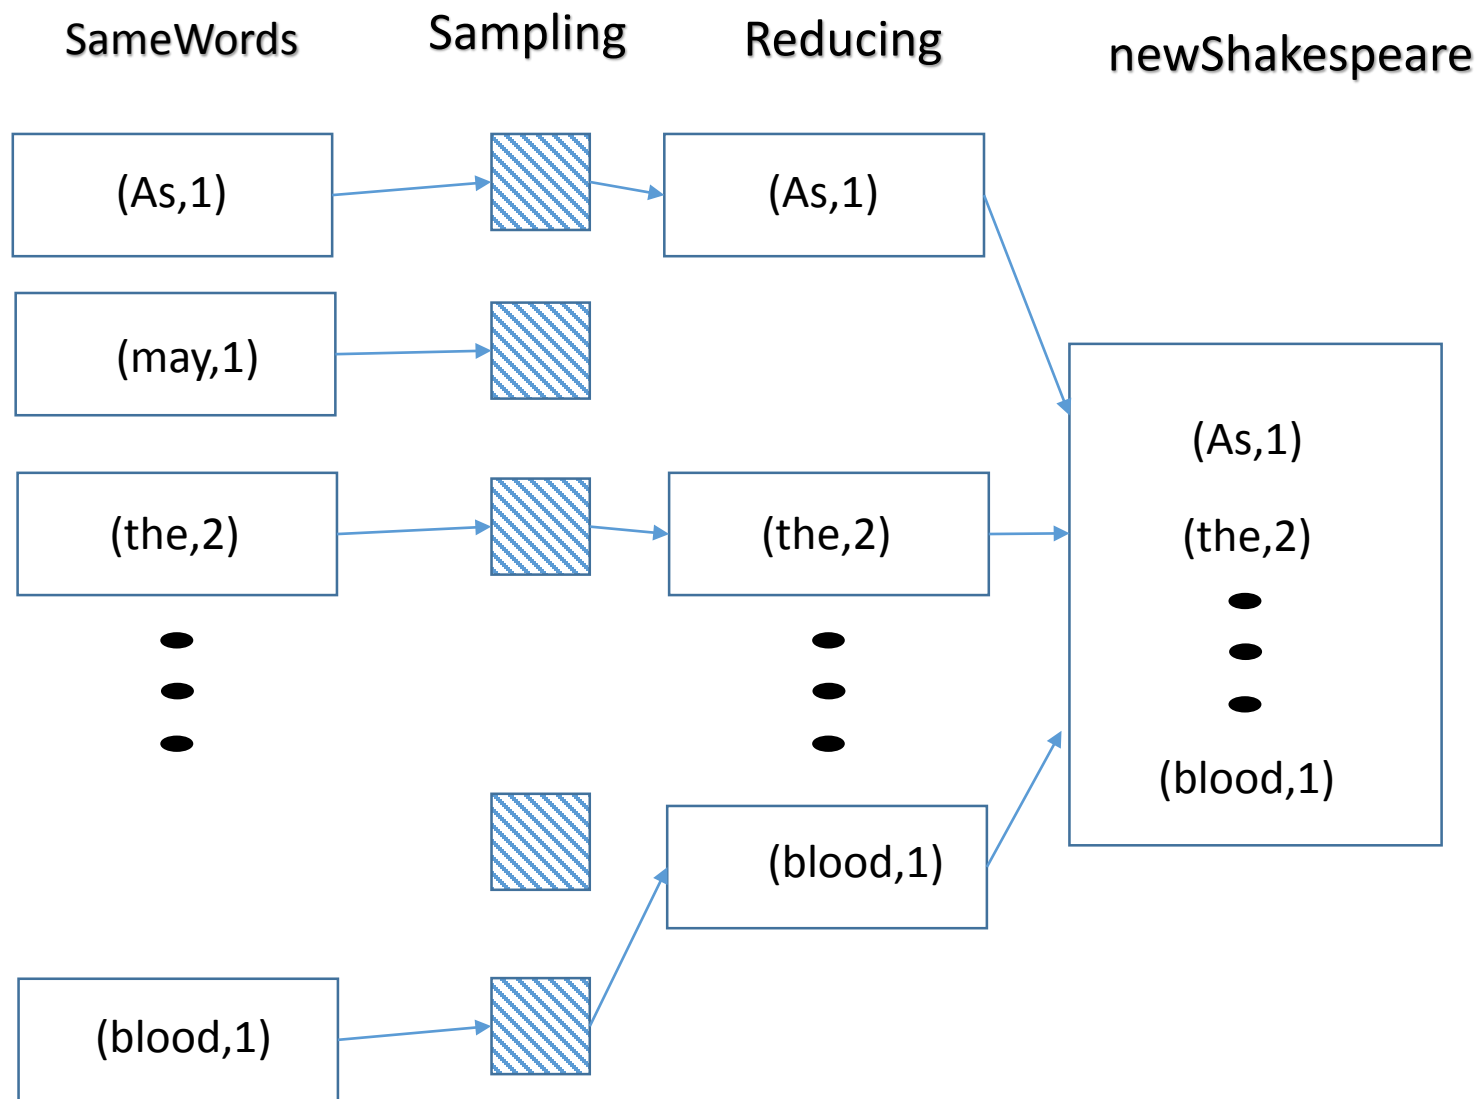 SameWords
Sampling
Reducing
newShakespeare
(As,1)
(As,1)
(may,1)
(As,1)
(the,2)
(the,2)
(the,2)
(blood,1)
(blood,1)
(blood,1)